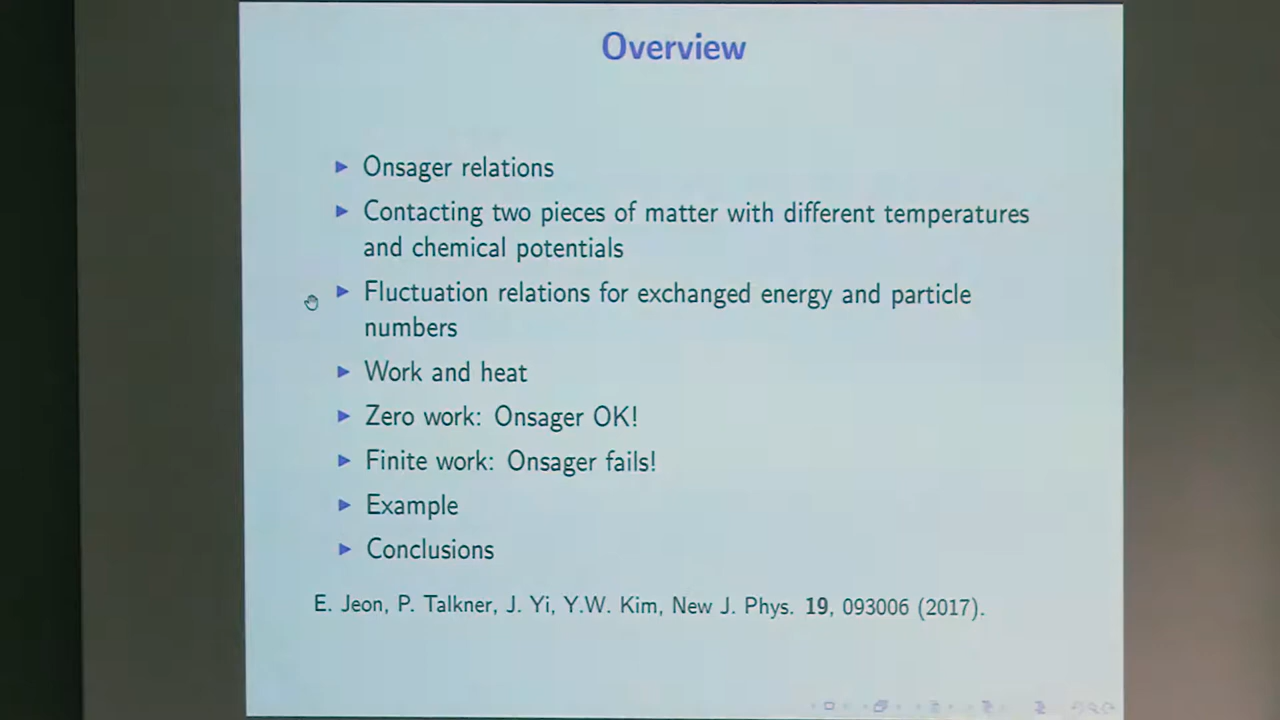 Overview
Onsager relations
Contacting two pieces of matter with different temperatures
and chemical potentials
Fluctuation relations for exchanged energy and particle
numbers
Work and heat
Zero work: Onsager OK!
Finite work: Onsager fails!
Example
Conclusions
E. Jeon, P. Talkner, J. Yi, Y.W. Kim, New J. Phys. 19, 093006 (2017).